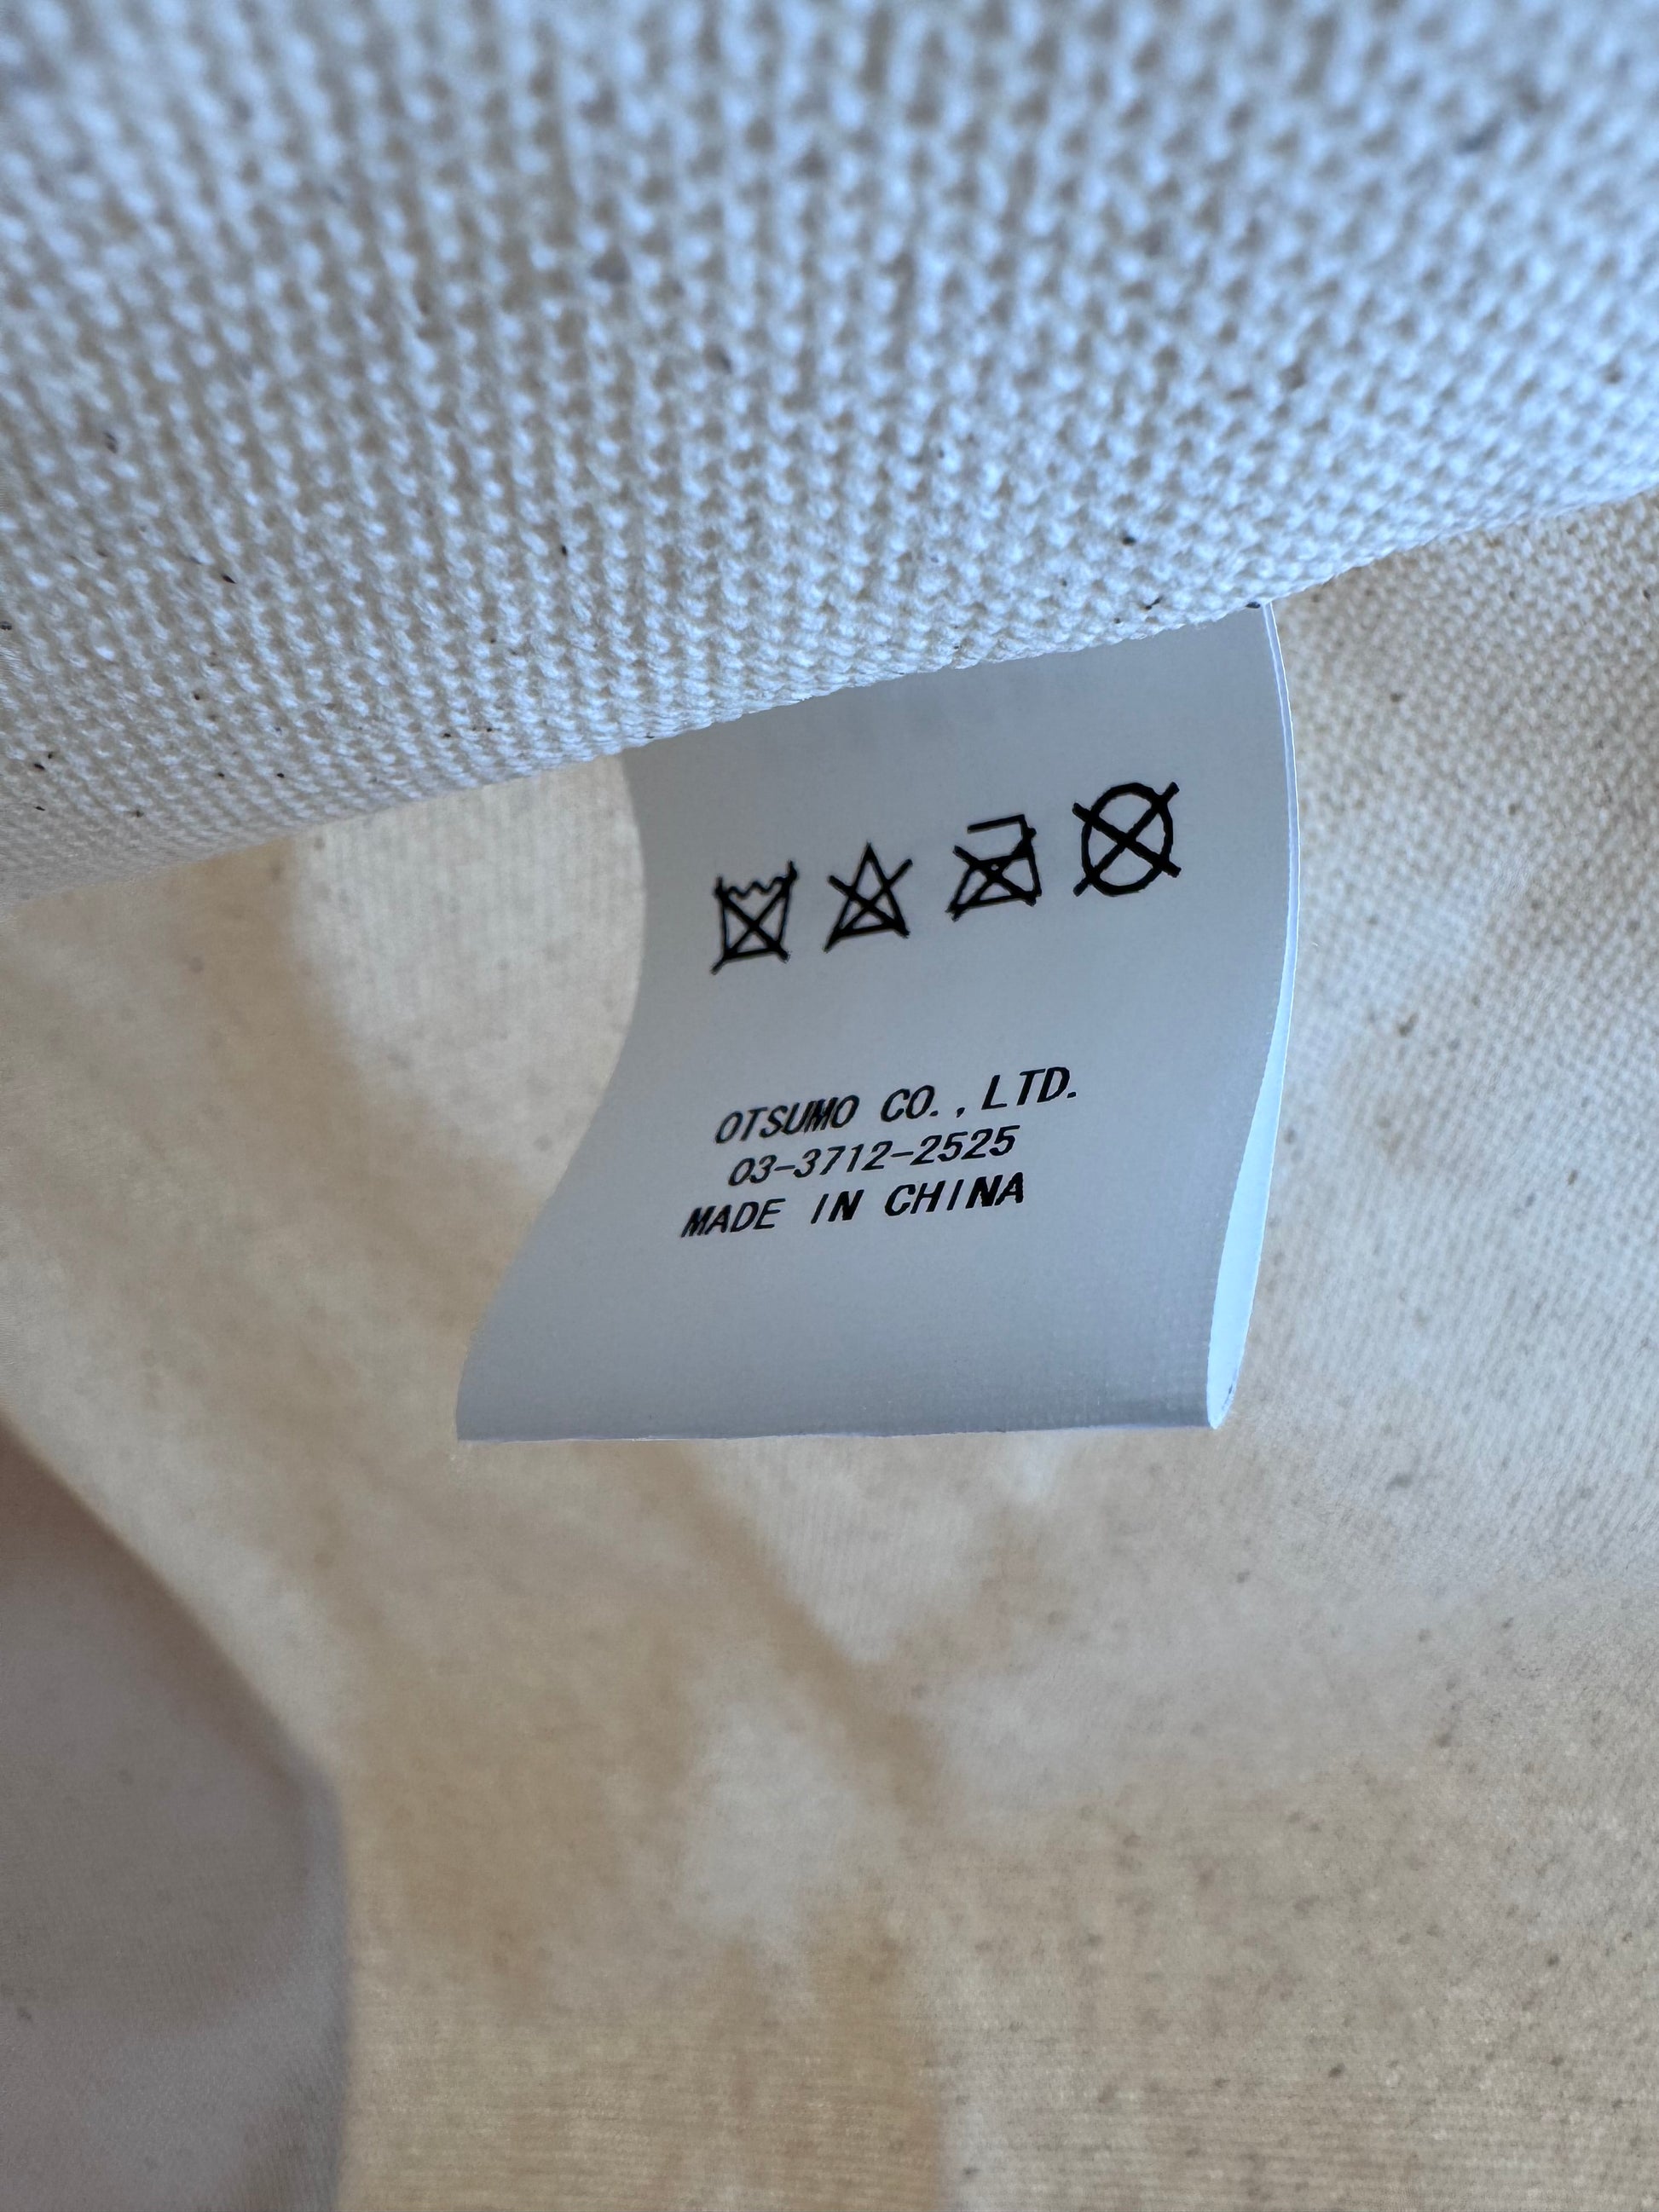 OTSUMO CO.,LTD.
03-3712-2525
MADE IN CHINA